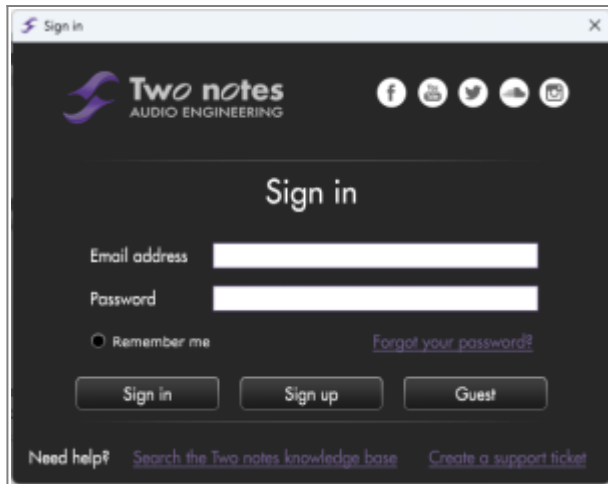 Sign in
Two notes
AUDIO ENGINEERING
Sign in
Email address
Password
Remember me Forgot your password?
Sign in Sign up Guest
Need help? Search the Two notes knowledge base Create a support ticket